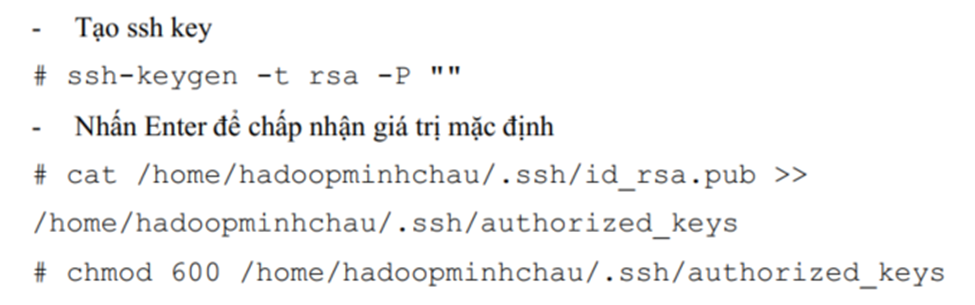 - Tạo ssh key
# ssh-keygen -t rsa -P ""
- Nhấn Enter để chấp nhận giá trị mặc định
# cat /home/hadoopminhchau/.ssh/id_rsa.pub >>
/home/hadoopminhchau/.ssh/authorized_keys
# chmod 600 /home/hadoopminhchau/.ssh/authorized_keys